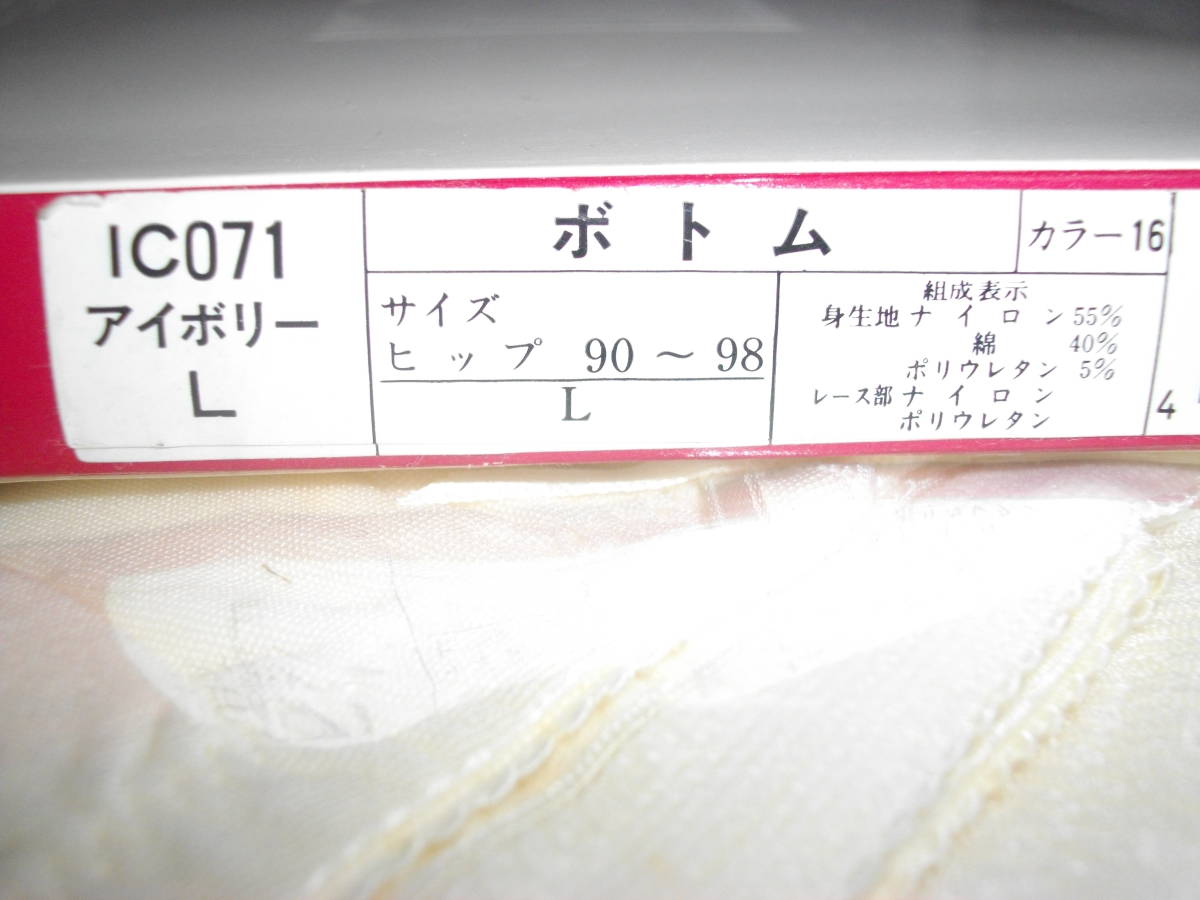 IC071
アイボリー
L
ボトム
カラー16
サイズ
ヒップ 90 ～ 98
L
組成表示
身生地 ナイロン 55%
綿 40%
ポリウレタン 5%
レース部 ナイロン
ポリウレタン
4